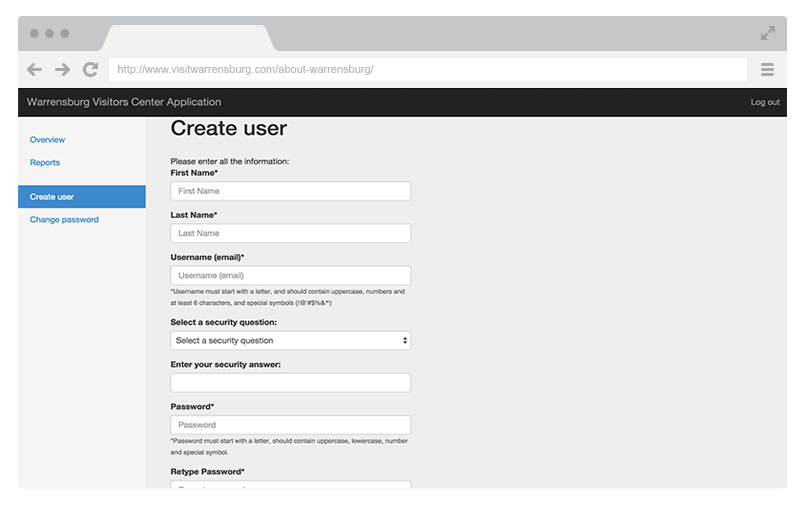 http://www.visitwarrensburg.com/about-warrensburg/
Warrensburg Visitors Center Application
Log out
Overview
Reports
Create user
Change password
Create user
Please enter all the information:
First Name*
First Name
Last Name*
Last Name
Username (email)*
Username (email)
*Username must start with a letter, and should contain uppercase, numbers and
at least 6 characters, and special symbols (!@'#$%&^)
Select a security question:
Select a security question
Enter your security answer:
Password*
Password
*Password must start with a letter, should contain uppercase, lowercase, number
and special symbol.
Retype Password*